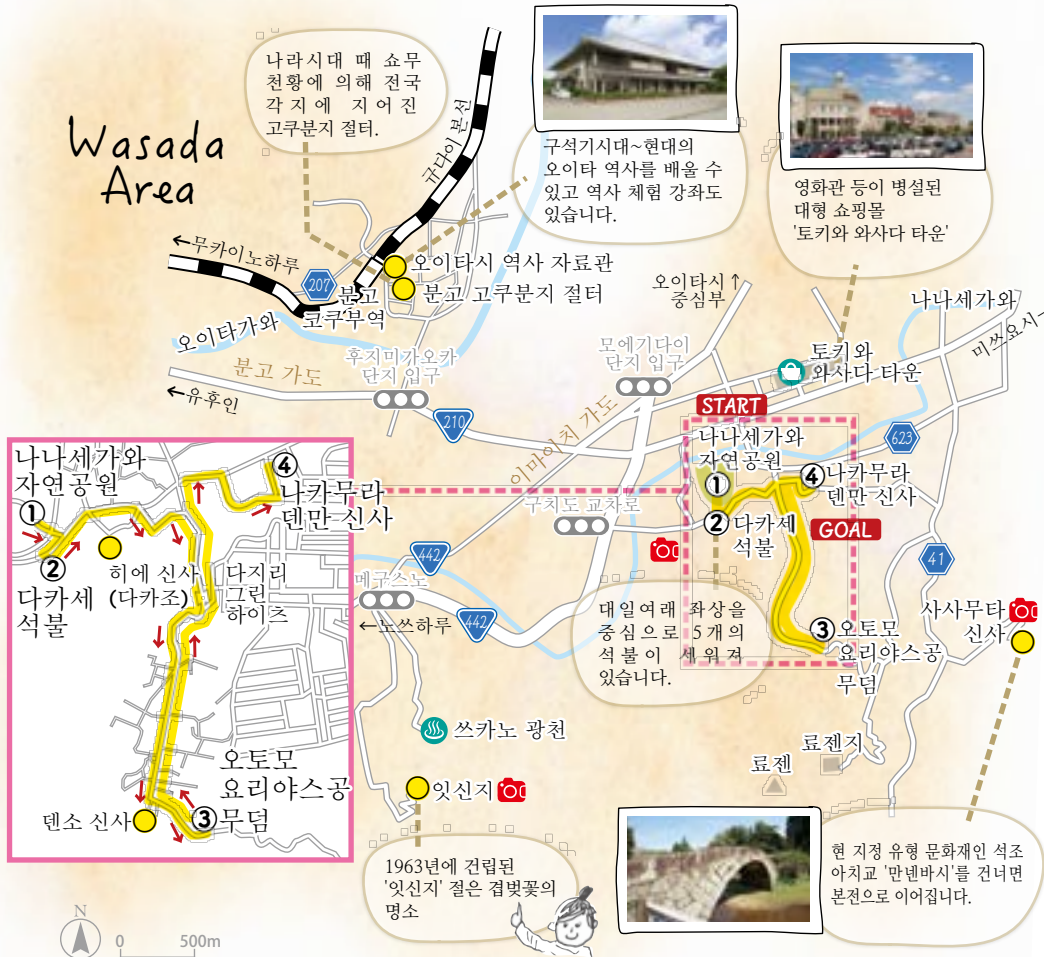 Wasada
Area
나라시대 때 쇼무
천황에 의해 전국
각지에 지어진
고쿠분지 절터.
구석기시대~현대의
오이타 역사를 배울 수
있고 역사 체험 강좌도
있습니다.
영화관 등이 병설된
대형 쇼핑몰
'토키와 와사다 타운'
규다이 본선
←무카이노하루
207
오이타시 역사 자료관
분고 고쿠분지 절터
분고
고쿠부역
오이타가와
분고 가도
←유후인
후지미가오카
단지 입구
210
모에기다이
단지 입구
오이타시↑
중심부
나나세가와
미쓰요시→
토키와
와사다 타운
이마이치 가도
START
나나세가와
자연공원
①
623
④나카무라
덴만 신사
GOAL
② 다카세
석불
구치도 교차로
442
메구스노
442
←노쓰하루
41
대일여래 좌상을
중심으로 5개의
석불이 세워져
있습니다.
③오토모
요리야스공
무덤
사사무타
신사
료젠지
료젠
쓰카노 광천
잇신지
1963년에 건립된
'잇신지' 절은 겹벚꽃의
명소
현 지정 유형 문화재인 석조
아치교 '만넨바시'를 건너면
본전으로 이어집니다.
나나세가와
자연공원
①
②
다카세
석불
히에 신사
(다카조)
다지리
그린
하이츠
④
나카무라
덴만 신사
오토모
요리야스공
③무덤
덴소 신사
N
0 500m